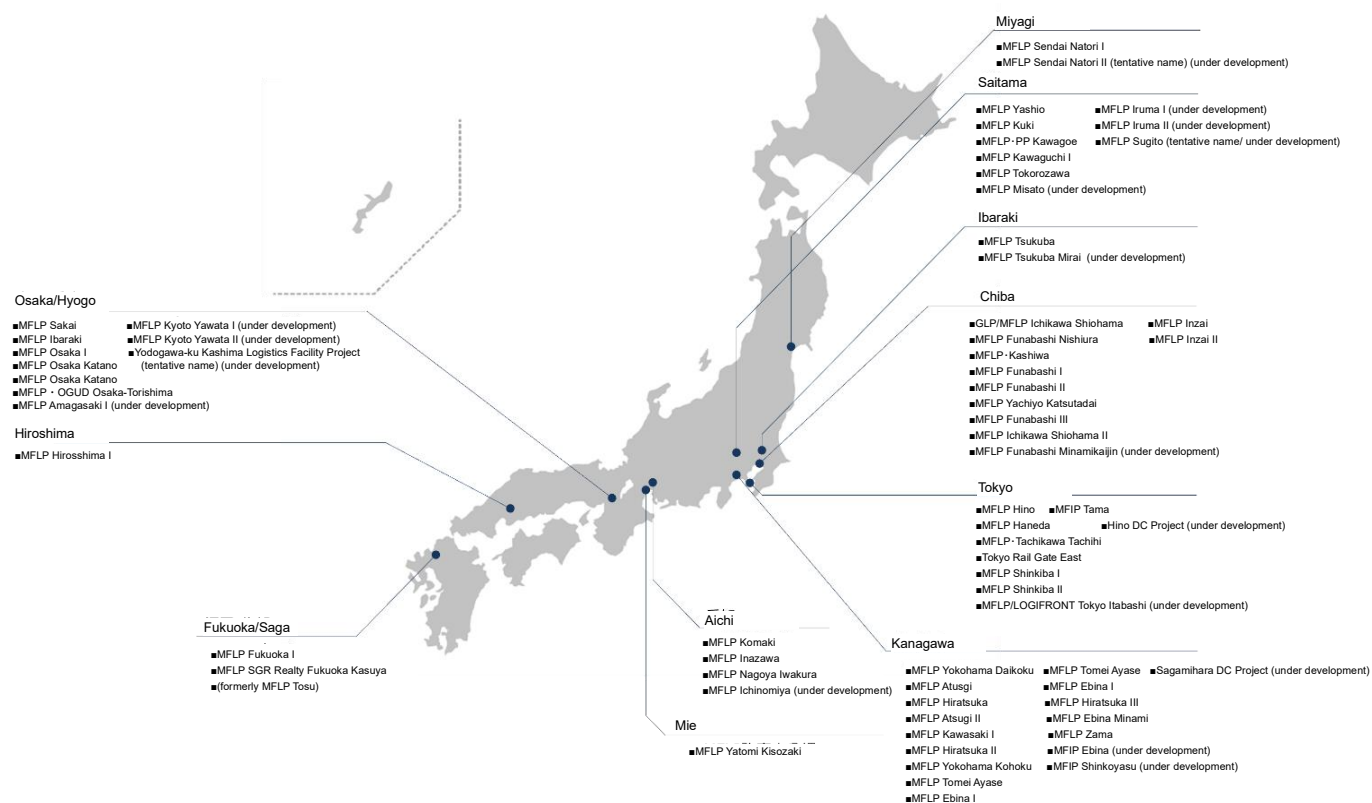 Miyagi
■MFLP Sendai Natori I
■MFLP Sendai Natori II (tentative name) (under development)
Saitama
■MFLP Yashio ■MFLP Iruma I (under development)
■MFLP Kuki ■MFLP Iruma II (under development)
■MFLP･PP Kawagoe ■MFLP Sugito (tentative name/ under development)
■MFLP Kawaguchi I
■MFLP Tokorozawa
■MFLP Misato (under development)
Ibaraki
■MFLP Tsukuba
■MFLP Tsukuba Mirai (under development)
Chiba
■GLP/MFLP Ichikawa Shiohama ■MFLP Inzai
■MFLP Funabashi Nishiura ■MFLP Inzai II
■MFLP･Kashiwa
■MFLP Funabashi I
■MFLP Funabashi II
■MFLP Yachiyo Katsutadai
■MFLP Funabashi III
■MFLP Ichikawa Shiohama II
■MFLP Funabashi Minamikaijin (under development)
Osaka/Hyogo
■MFLP Sakai ■MFLP Kyoto Yawata I (under development)
■MFLP Ibaraki ■MFLP Kyoto Yawata II (under development)
■MFLP Osaka I ■Yodogawa-ku Kashima Logistics Facility Project
■MFLP Osaka Katano (tentative name) (under development)
■MFLP Osaka Katano
■MFLP・OGUD Osaka-Torishima
■MFLP Amagasaki I (under development)
Hiroshima
■MFLP Hirosshima I
Tokyo
■MFLP Hino ■MFIP Tama
■MFLP Haneda ■Hino DC Project (under development)
■MFLP･Tachikawa Tachihi
■Tokyo Rail Gate East
■MFLP Shinkiba I
■MFLP Shinkiba II
■MFLP/LOGIFRONT Tokyo Itabashi (under development)
Fukuoka/Saga
■MFLP Fukuoka I
■MFLP SGR Realty Fukuoka Kasuya
■(formerly MFLP Tosu)
Aichi
■MFLP Komaki
■MFLP Inazawa
■MFLP Nagoya Iwakura
■MFLP Ichinomiya (under development)
Mie
■MFLP Yatomi Kisozaki
Kanagawa
■MFLP Yokohama Daikoku ■MFLP Tomei Ayase ■Sagamihara DC Project (under development)
■MFLP Atusgi ■MFLP Ebina I
■MFLP Hiratsuka ■MFLP Hiratsuka III
■MFLP Atsugi II ■MFLP Ebina Minami
■MFLP Kawasaki I ■MFLP Zama
■MFLP Hiratsuka II ■MFIP Ebina (under development)
■MFLP Yokohama Kohoku ■MFIP Shinkoyasu (under development)
■MFLP Tomei Ayase
■MFLP Ebina I